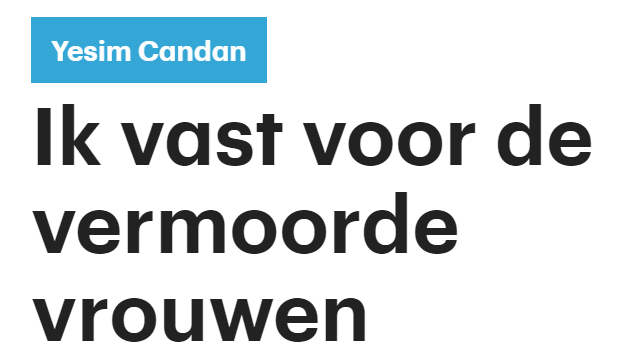 Yesim Candan
Ik vast voor de
vermoorde
vrouwen